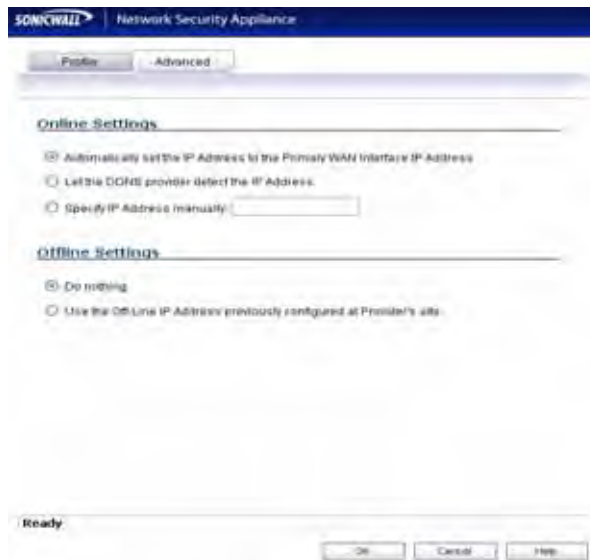 SONICWALL Network Security Appliance
Profile Advanced
Online Settings
Automatically set the IP Address to the Primary WAN Interface IP Address
Let the DDNS provider detect the IP Address
Specify IP Address manually
Offline Settings
Do nothing
Use the Off-Line IP Address previously configured at Provider's site
Ready
OK Cancel Help